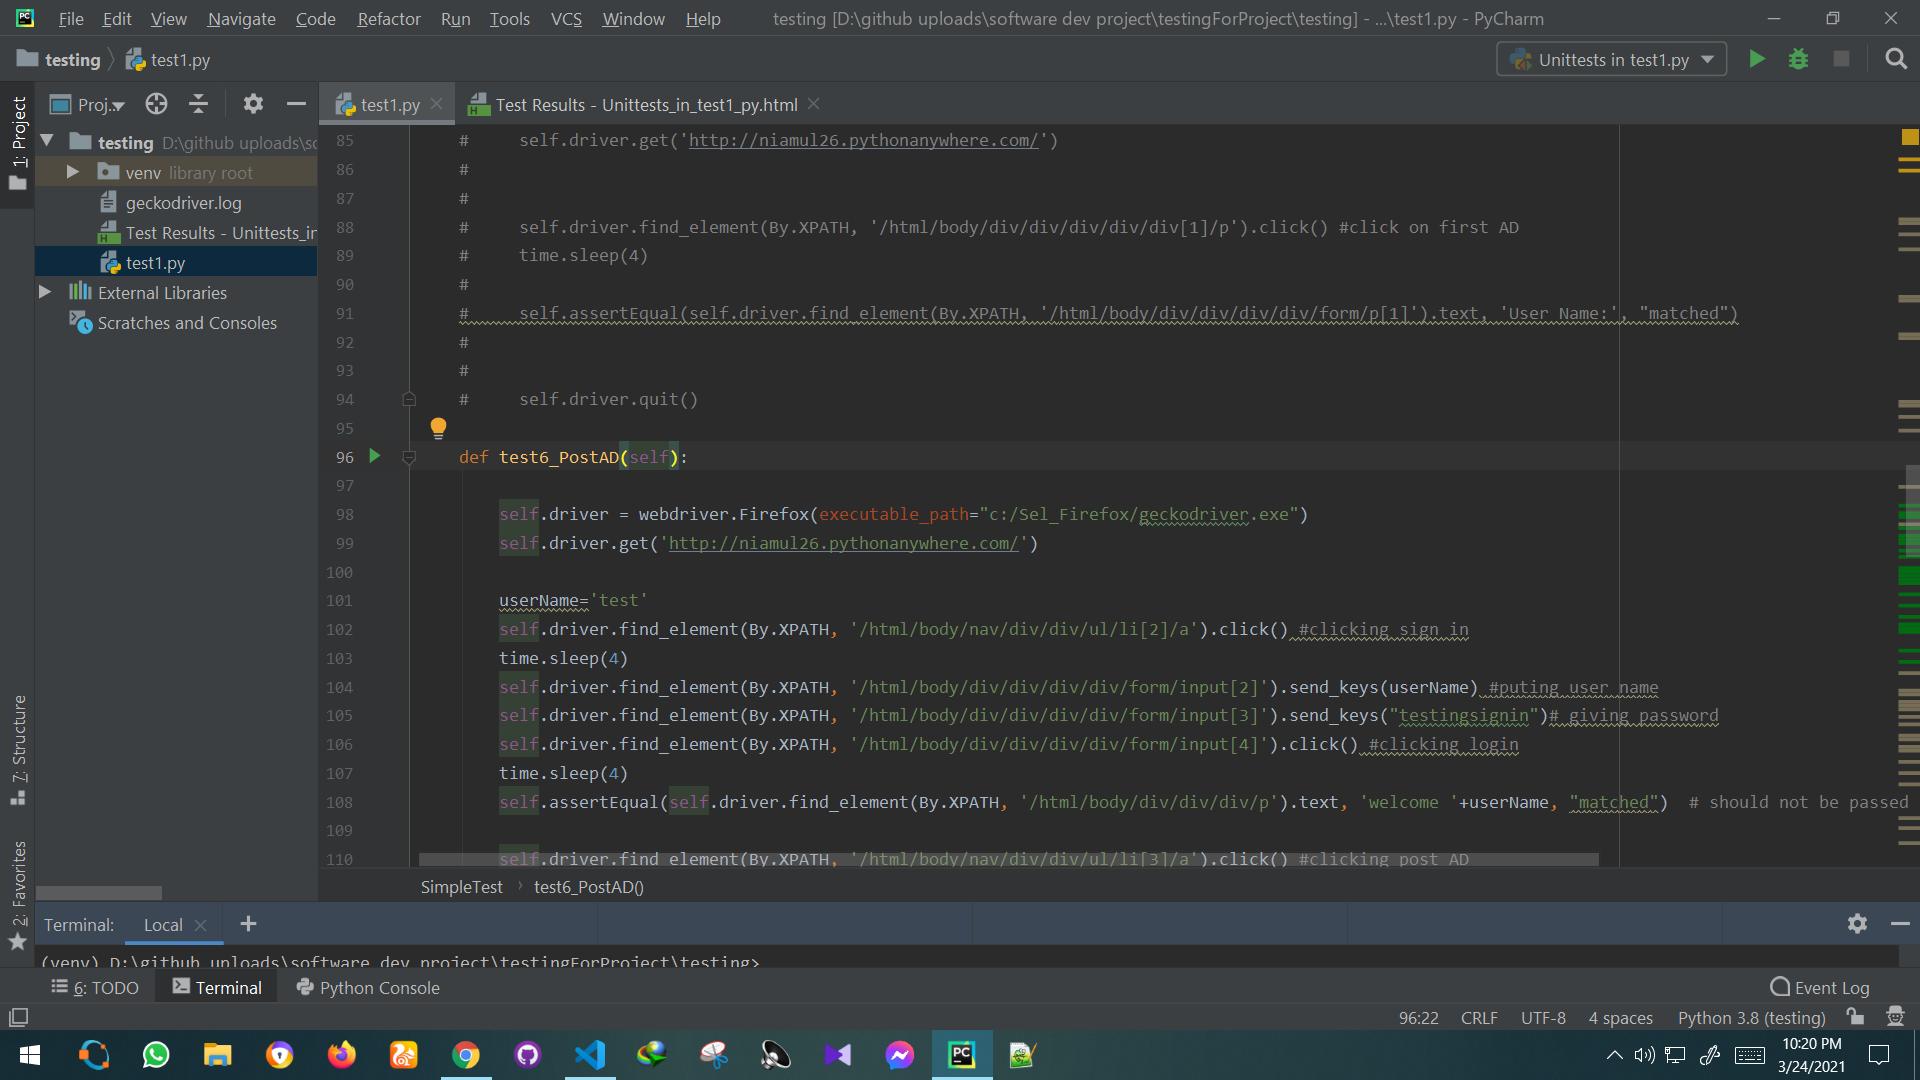 File Edit View Navigate Code Refactor Run Tools VCS Window Help testing [D:\github uploads\software dev project\testingForProject\testing] - ...\test1.py - PyCharm
testing test1.py Unittests in test1.py
1: Project
Proj..
testing D:\github uploads\sc
venv library root
geckodriver.log
Test Results - Unittests_ir
test1.py
External Libraries
Scratches and Consoles
7: Structure
2: Favorites
test1.py Test Results - Unittests_in_test1_py.html
85 # self.driver.get('http://niamul26.pythonanywhere.com/')
86 #
87 #
88 # self.driver.find_element(By.XPATH, '/html/body/div/div/div/div/div[1]/p').click() #click on first AD
89 # time.sleep(4)
90 #
91 # self.assertEqual(self.driver.find_element(By.XPATH, '/html/body/div/div/div/div/form/p[1]').text, 'User Name:', "matched")
92 #
93 #
94 # self.driver.quit()
95
96 def test6_PostAD(self):
97
98 self.driver = webdriver.Firefox(executable_path="c:/Sel_Firefox/geckodriver.exe")
99 self.driver.get('http://niamul26.pythonanywhere.com/')
100
101 userName='test'
102 self.driver.find_element(By.XPATH, '/html/body/nav/div/div/ul/li[2]/a').click() #clicking sign in
103 time.sleep(4)
104 self.driver.find_element(By.XPATH, '/html/body/div/div/div/div/form/input[2]').send_keys(userName) #puting user name
105 self.driver.find_element(By.XPATH, '/html/body/div/div/div/div/form/input[3]').send_keys("testingsignin")# giving password
106 self.driver.find_element(By.XPATH, '/html/body/div/div/div/div/form/input[4]').click() #clicking login
107 time.sleep(4)
108 self.assertEqual(self.driver.find_element(By.XPATH, '/html/body/div/div/div/p').text, 'welcome '+userName, "matched") # should not be passed
109
110 self.driver.find_element(By.XPATH, '/html/body/nav/div/div/ul/li[3]/a').click() #clicking post AD
SimpleTest test6_PostAD()
Terminal: Local
(venv) D:\github uploads\software dev project\testingForProject\testing>
6: TODO Terminal Python Console Event Log
96:22 CRLF UTF-8 4 spaces Python 3.8 (testing)
PC
10:20 PM
3/24/2021